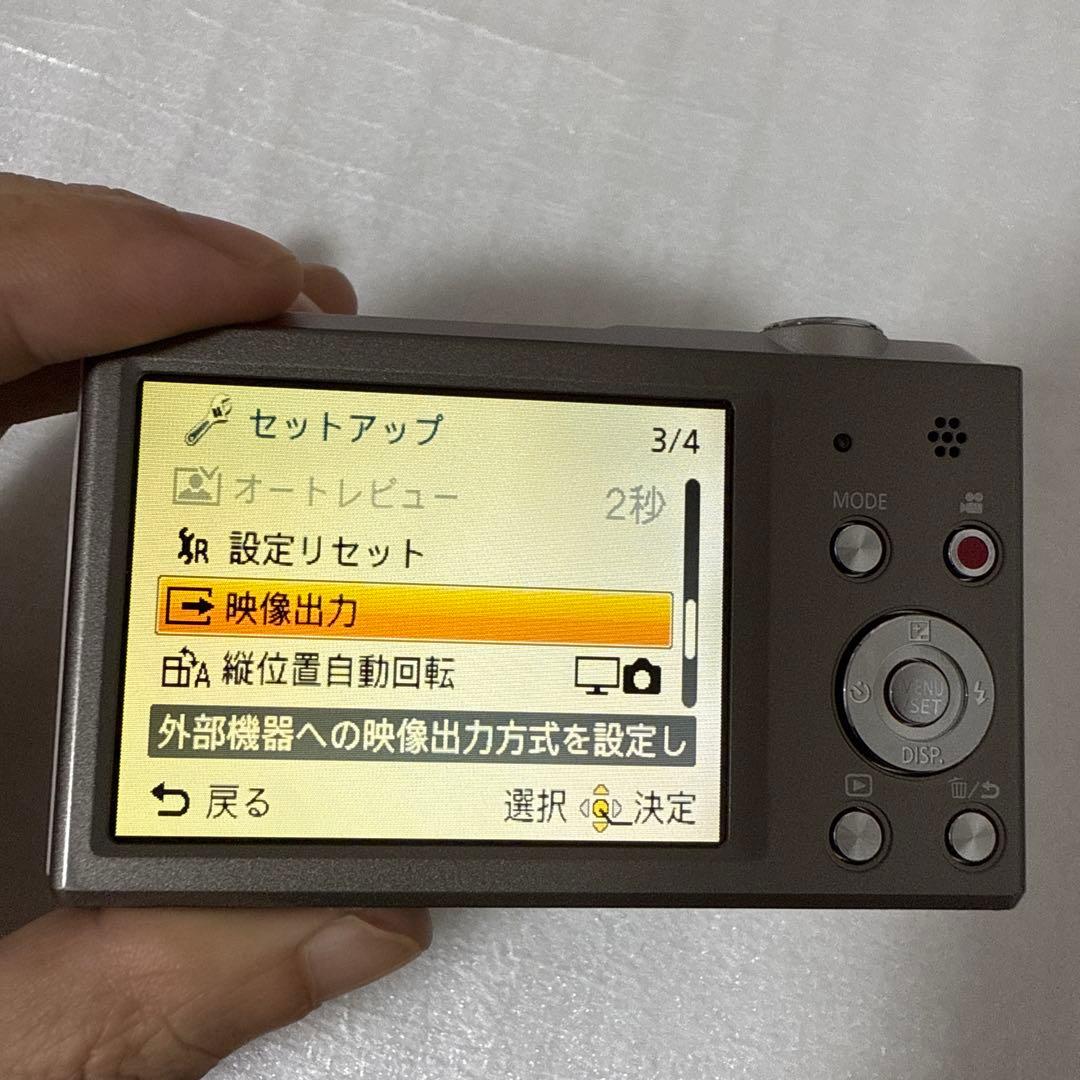 セットアップ 3/4
オートレビュー 2秒
R 設定リセット
映像出力
A 縦位置自動回転
外部機器への映像出力方式を設定し
戻る 選択 決定
MODE
MENU
/SET
DISP.